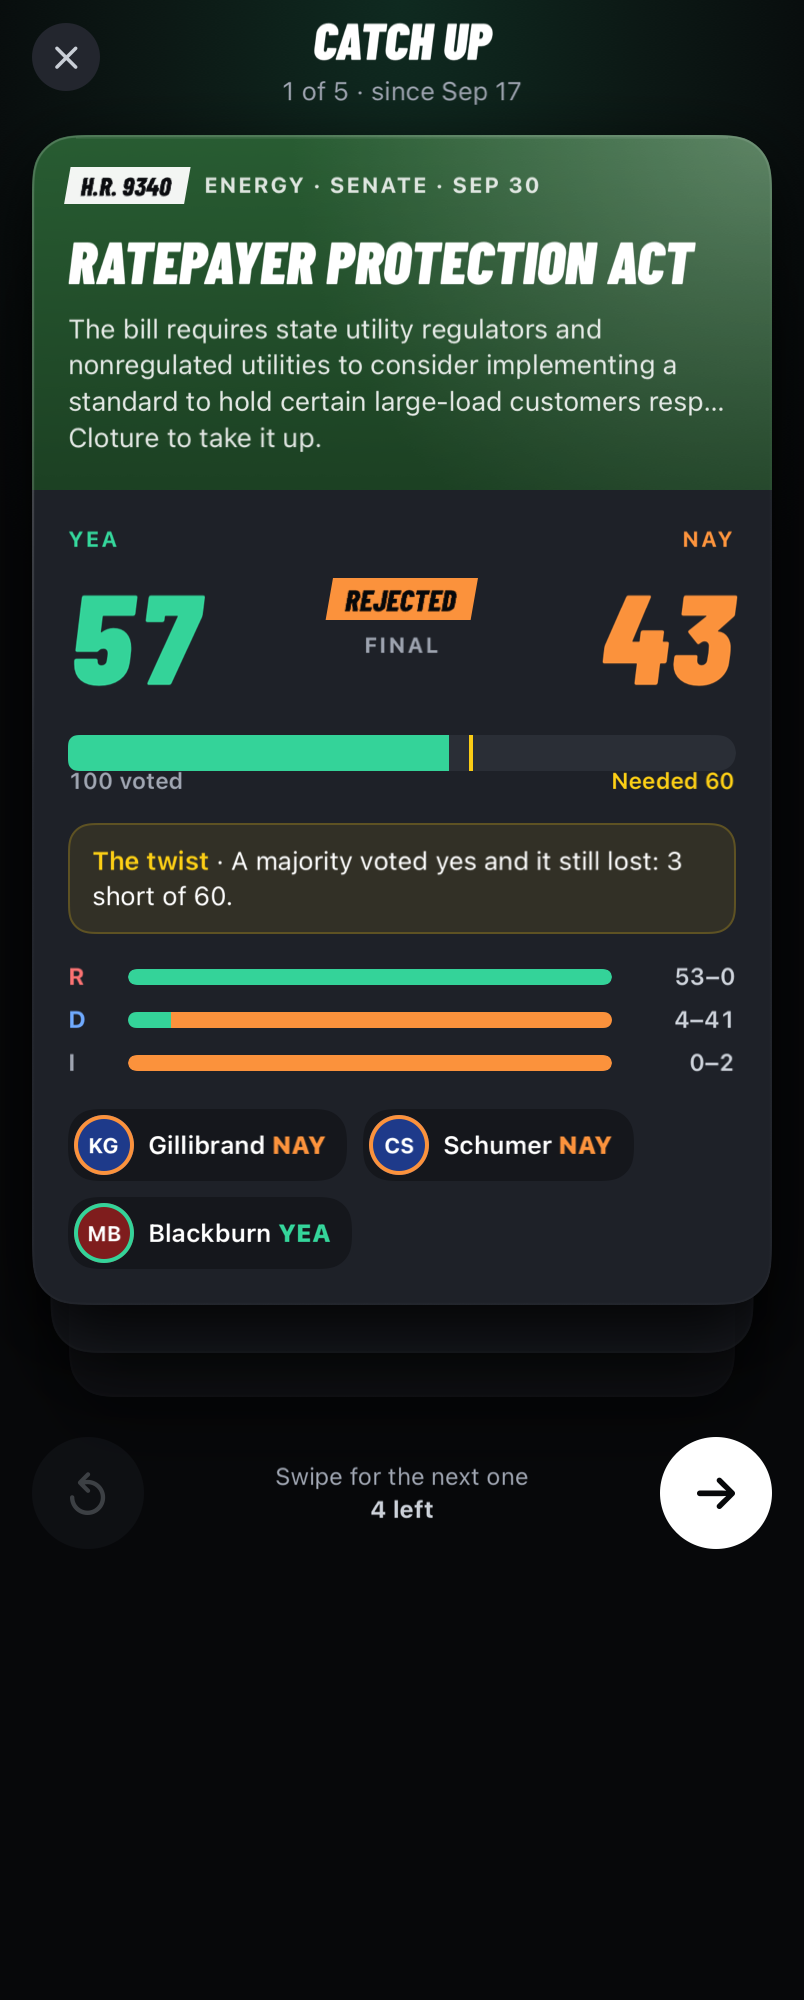 CATCH UP
1 of 5 · since Sep 17
H.R. 9340 ENERGY · SENATE · SEP 30
RATEPAYER PROTECTION ACT
The bill requires state utility regulators and
nonregulated utilities to consider implementing a
standard to hold certain large-load customers resp...
Cloture to take it up.
YEA NAY
57 REJECTED 43
FINAL
100 voted Needed 60
The twist · A majority voted yes and it still lost: 3
short of 60.
R 53–0
D 4–41
I 0–2
KG Gillibrand NAY CS Schumer NAY
MB Blackburn YEA
Swipe for the next one
4 left